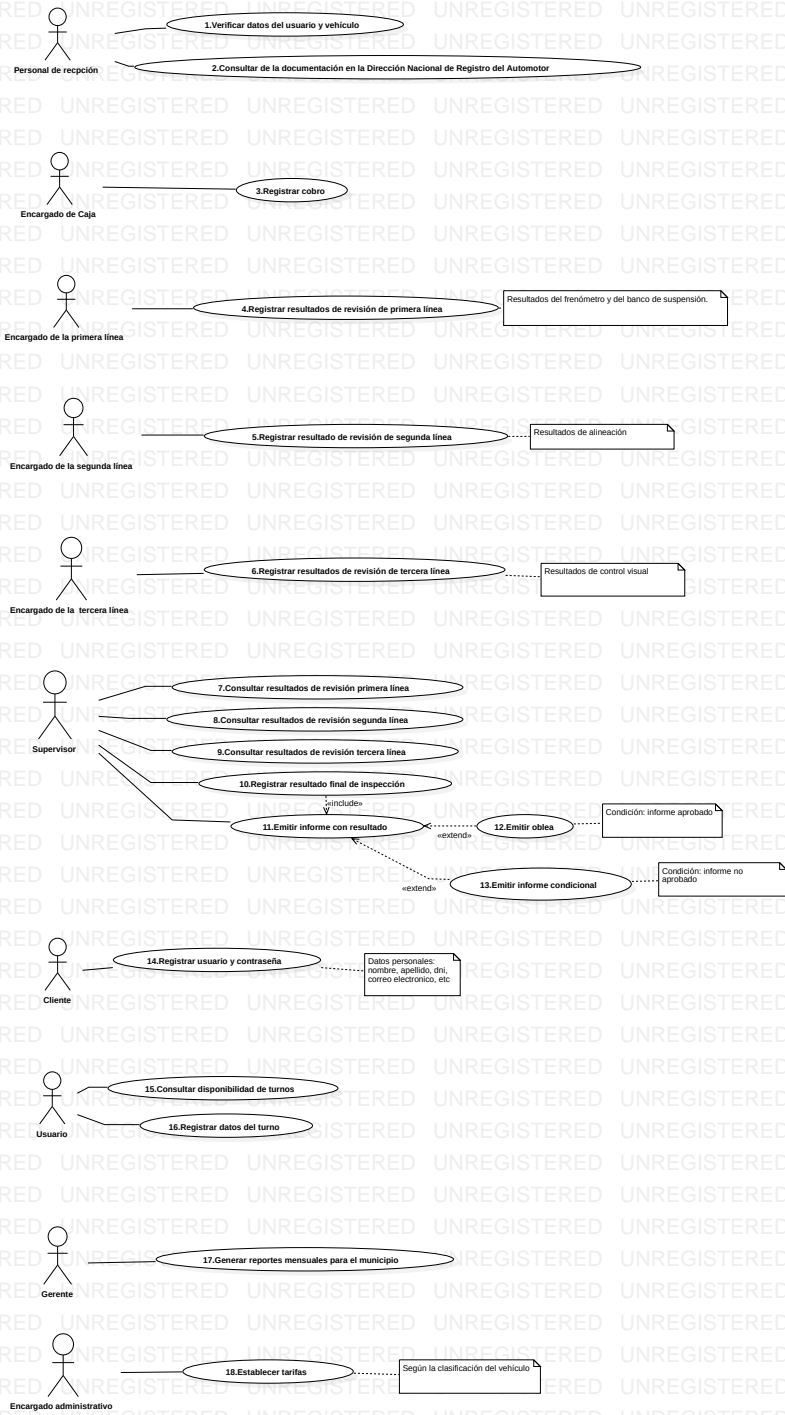 1.Verificar datos del usuario y vehículo
2.Consultar de la documentación en la Dirección Nacional de Registro del Automotor
Personal de recpción
3.Registrar cobro
Encargado de Caja
4.Registrar resultados de revisión de primera línea
Resultados del frenómetro y del banco de suspensión.
Encargado de la primera línea
5.Registrar resultado de revisión de segunda línea
Resultados de alineación
Encargado de la segunda línea
6.Registrar resultados de revisión de tercera línea
Resultados de control visual
Encargado de la  tercera línea
7.Consultar resultados de revisión primera línea
8.Consultar resultados de revisión segunda línea
9.Consultar resultados de revisión tercera línea
Supervisor
10.Registrar resultado final de inspección
«include»
11.Emitir informe con resultado
«extend»
12.Emitir oblea
Condición: informe aprobado
«extend»
13.Emitir informe condicional
Condición: informe no
aprobado
14.Registrar usuario y contraseña
Datos personales:
nombre, apellido, dni,
correo electronico, etc
Cliente
15.Consultar disponibilidad de turnos
16.Registrar datos del turno
Usuario
17.Generar reportes mensuales para el municipio
Gerente
18.Establecer tarifas
Según la clasificación del vehículo
Encargado administrativo
UNREGISTERED